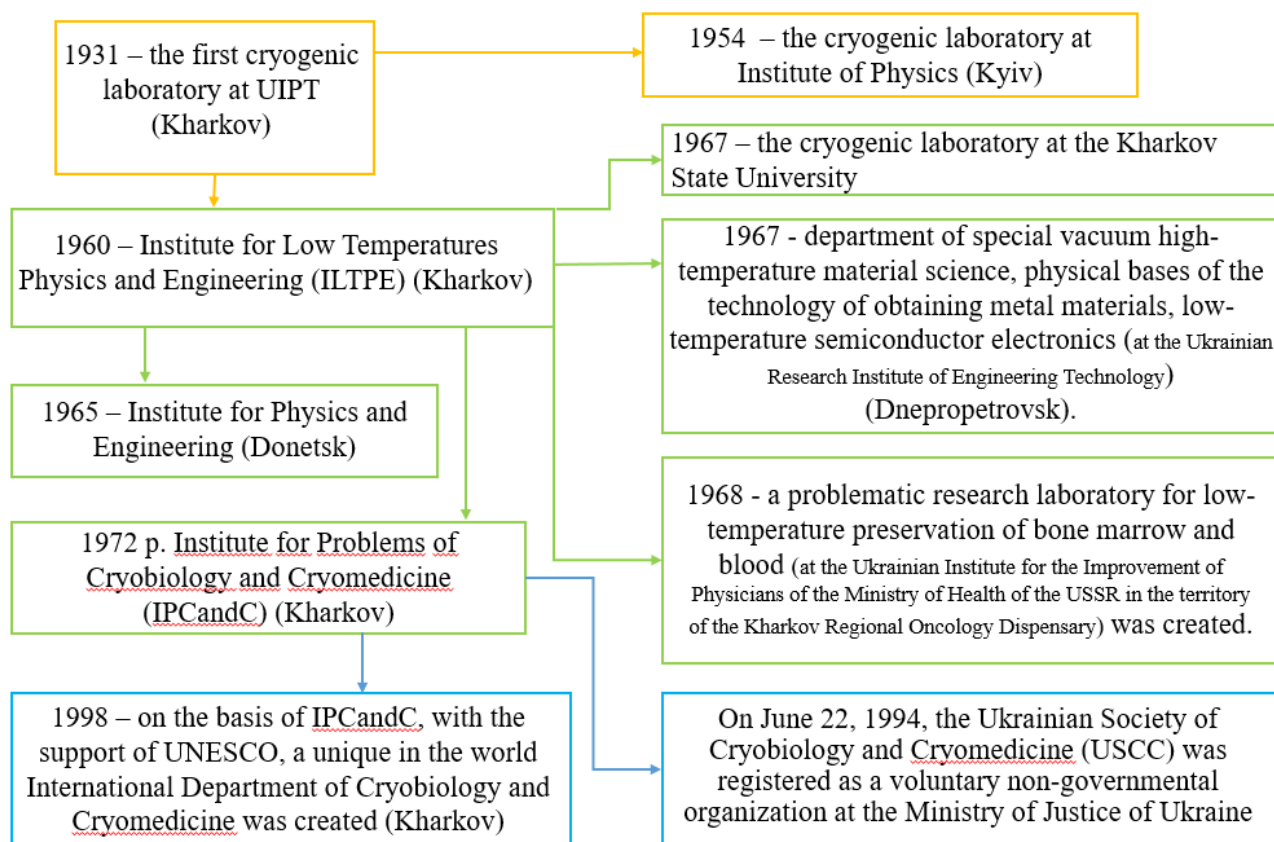 1931 – the first cryogenic
laboratory at UIPT
(Kharkov)
1954 – the cryogenic laboratory at
Institute of Physics (Kyiv)
1967 – the cryogenic laboratory at the Kharkov
State University
1960 – Institute for Low Temperatures
Physics and Engineering (ILTPE) (Kharkov)
1967 - department of special vacuum high-
temperature material science, physical bases of the
technology of obtaining metal materials, low-
temperature semiconductor electronics (at the Ukrainian
Research Institute of Engineering Technology)
(Dnepropetrovsk).
1965 – Institute for Physics and
Engineering (Donetsk)
1968 - a problematic research laboratory for low-
temperature preservation of bone marrow and
blood (at the Ukrainian Institute for the Improvement of
Physicians of the Ministry of Health of the USSR in the territory
of the Kharkov Regional Oncology Dispensary) was created.
1972 p. Institute for Problems of
Cryobiology and Cryomedicine
(IPCandC) (Kharkov)
1998 – on the basis of IPCandC, with the
support of UNESCO, a unique in the world
International Department of Cryobiology and
Cryomedicine was created (Kharkov)
On June 22, 1994, the Ukrainian Society of
Cryobiology and Cryomedicine (USCC) was
registered as a voluntary non-governmental
organization at the Ministry of Justice of Ukraine